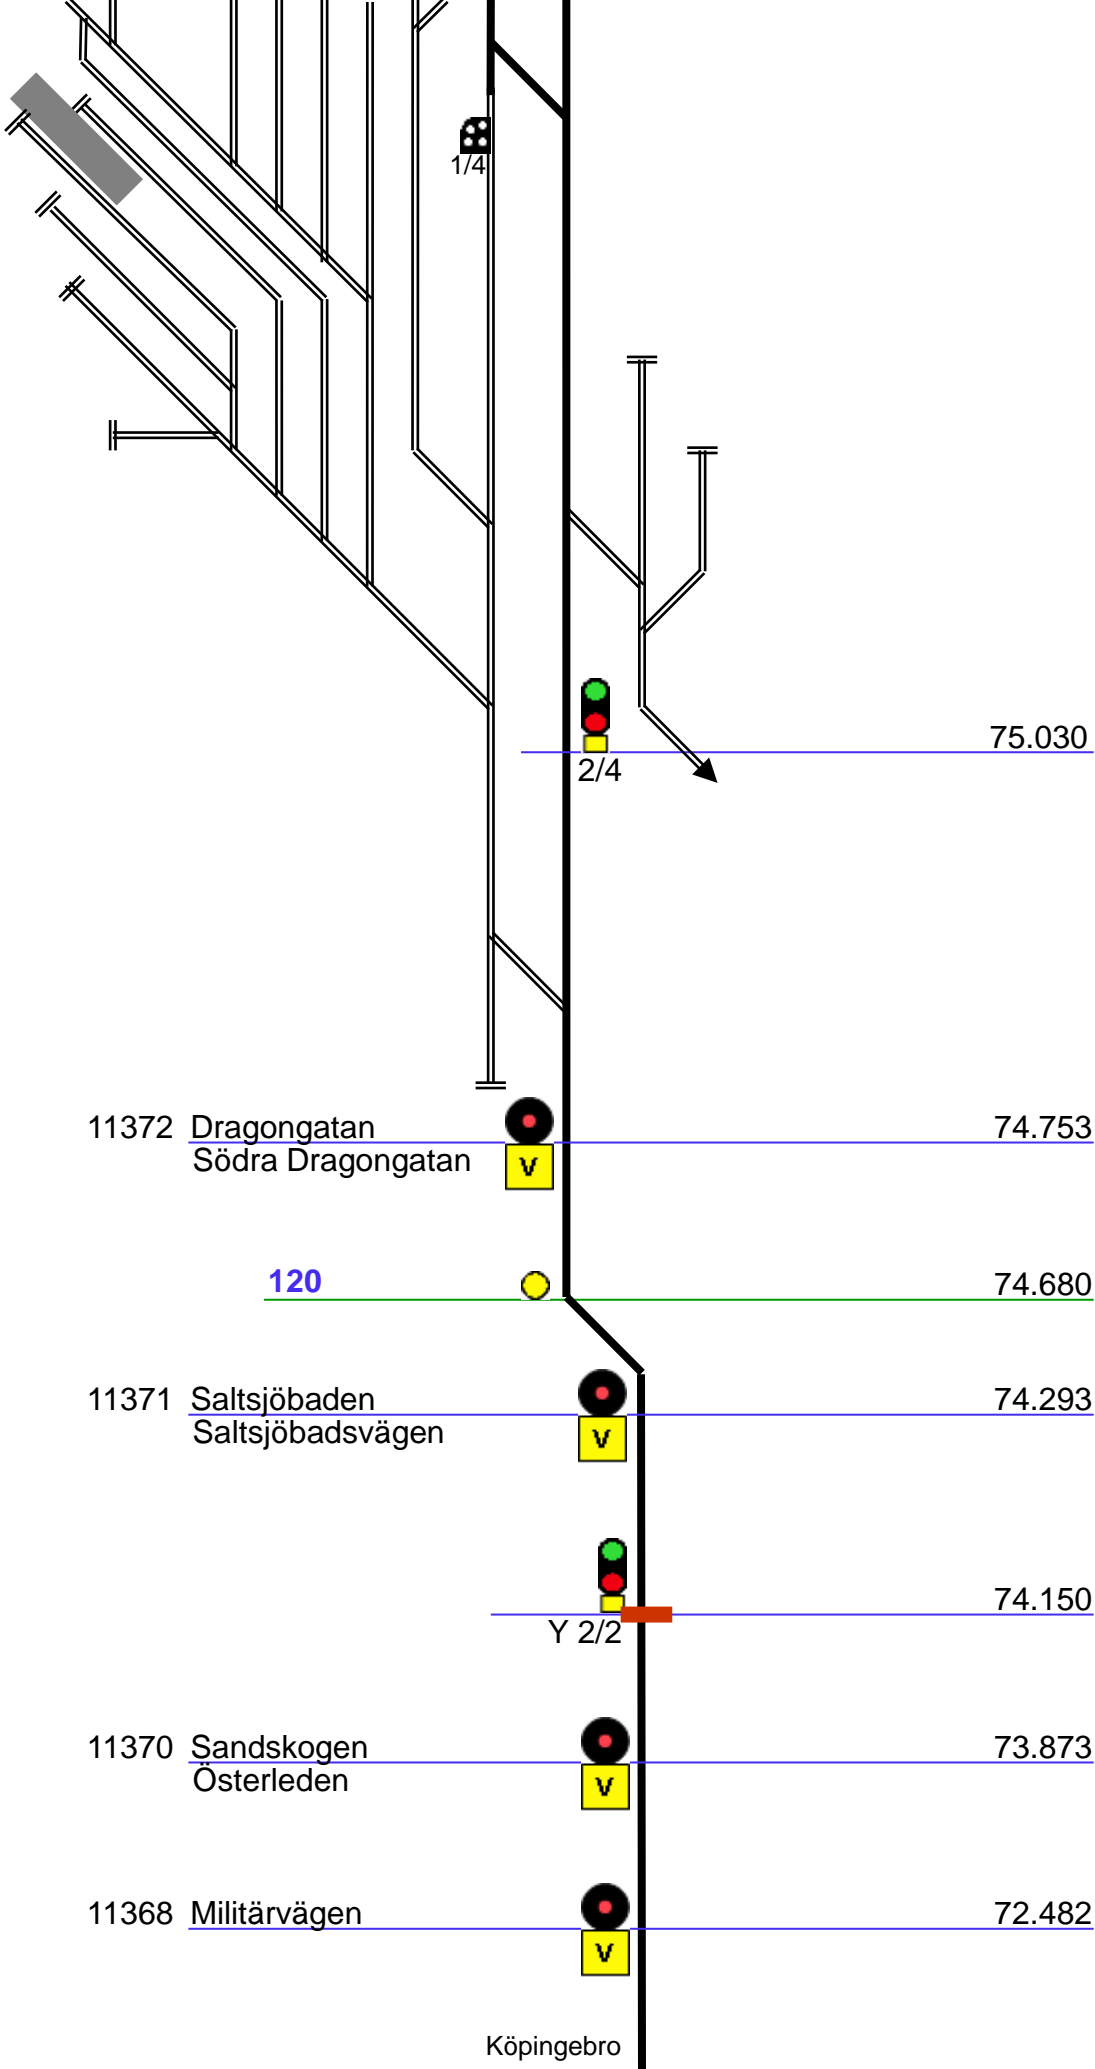 1/4
75.030
2/4
11372 Dragongatan 74.753
Södra Dragongatan
V
120 74.680
11371 Saltsjöbaden 74.293
Saltsjöbadsvägen
V
74.150
Y 2/2
11370 Sandskogen 73.873
Österleden
V
11368 Militärvägen 72.482
V
Köpingebro